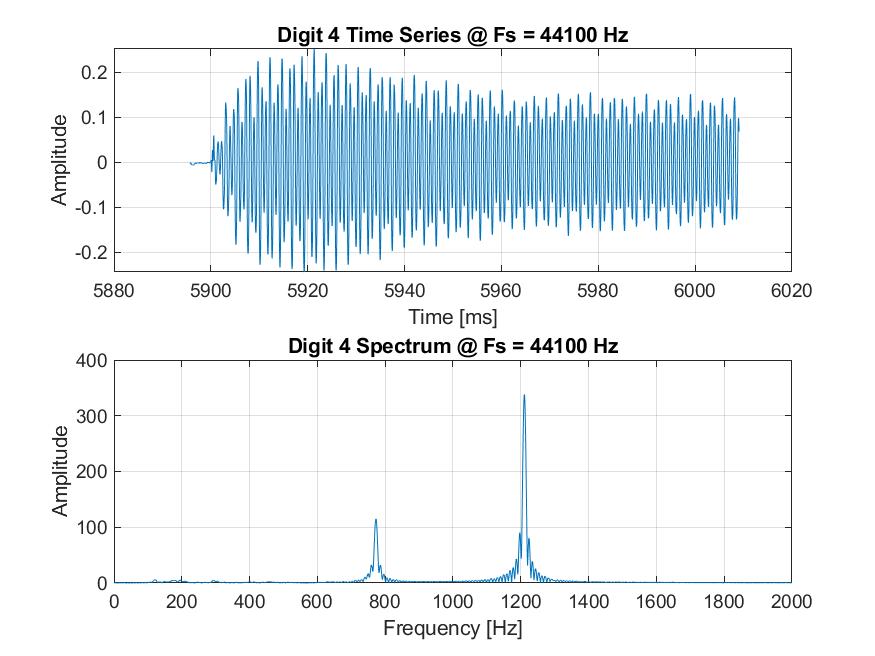 Digit 4 Time Series @ Fs = 44100 Hz
0.2
0.1
0
-0.1
-0.2
Amplitude
5880 5900 5920 5940 5960 5980 6000 6020
Time [ms]
Digit 4 Spectrum @ Fs = 44100 Hz
400
300
200
100
0
Amplitude
0 200 400 600 800 1000 1200 1400 1600 1800 2000
Frequency [Hz]